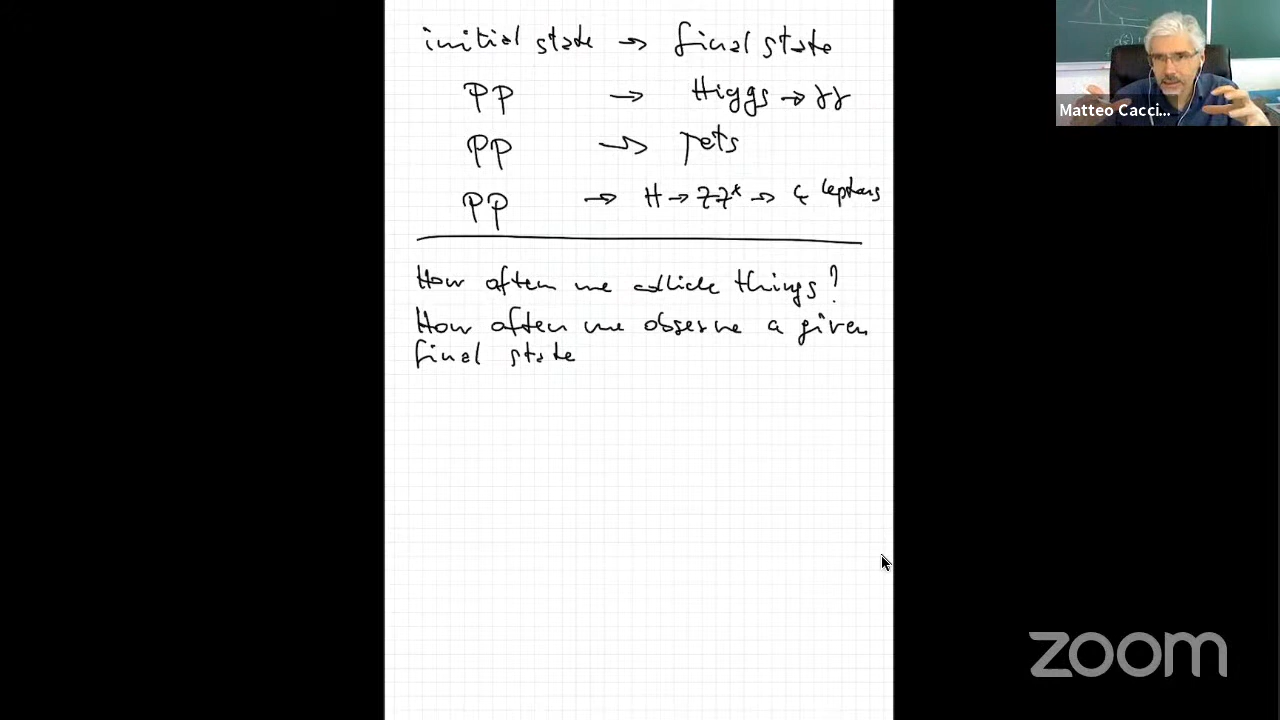 initial state → final state
PP → Higgs → γγ
PP → jets
PP → H → ZZ* → 4 leptons
How often we collide things?
How often we observe a given
final state
Matteo Cacci...
zoom